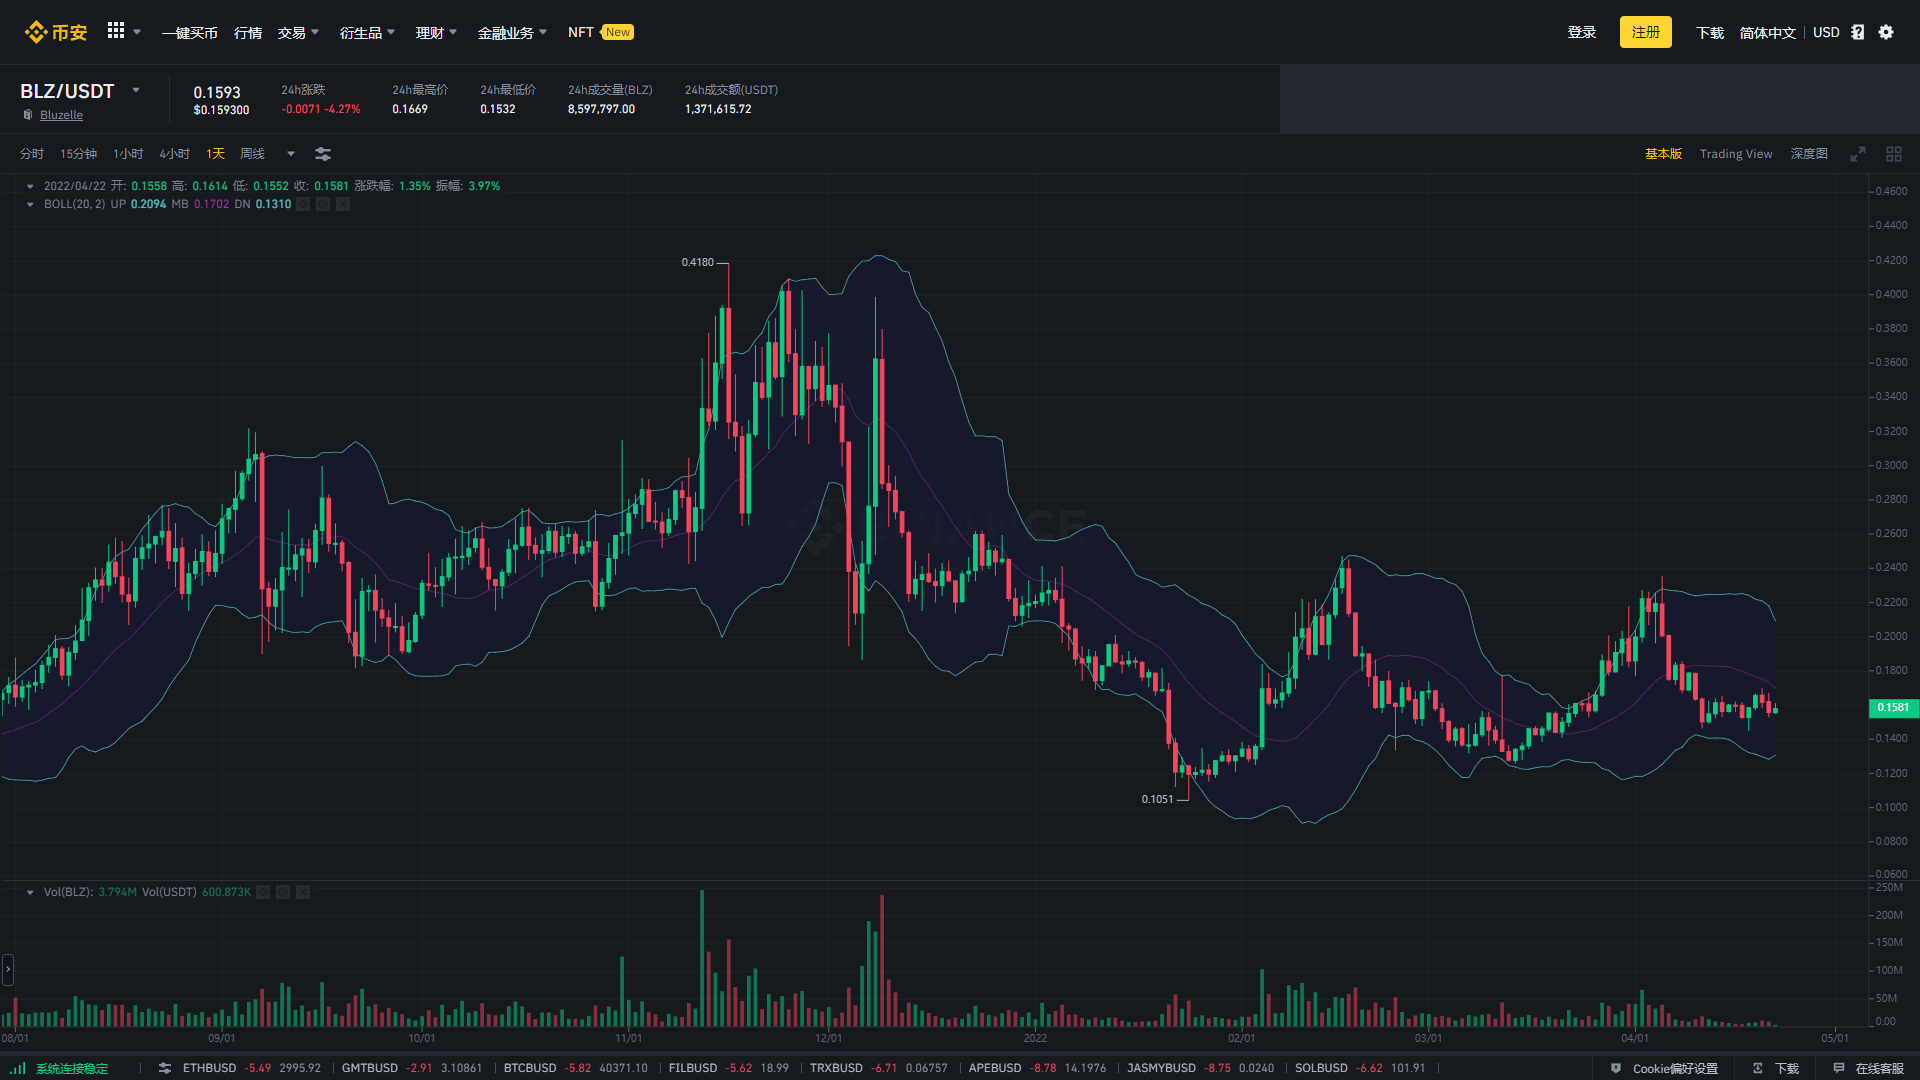 币安 一键买币 行情 交易 衍生品 理财 金融业务 NFT New 登录 注册 下载 简体中文 USD
BLZ/USDT
Bluzelle
0.1593
$0.159300
24h涨跌
-0.0071 -4.27%
24h最高价
0.1669
24h最低价
0.1532
24h成交量(BLZ)
8,597,797.00
24h成交额(USDT)
1,371,615.72
分时 15分钟 1小时 4小时 1天 周线 基本版 Trading View 深度图
2022/04/22 开: 0.1558 高: 0.1614 低: 0.1552 收: 0.1581 涨跌幅: 1.35% 振幅: 3.97%
BOLL(20, 2) UP 0.2094 MB 0.1702 DN 0.1310
0.4600
0.4400
0.4200
0.4000
0.3800
0.3600
0.3400
0.3200
0.3000
0.2800
0.2600
0.2400
0.2200
0.2000
0.1800
0.1581
0.1400
0.1200
0.1000
0.0800
0.0600
0.4180
0.1051
BINANCE
Vol(BLZ): 3.794M Vol(USDT) 600.873K
250M
200M
150M
100M
50M
0.00
08/01 09/01 10/01 11/01 12/01 2022 02/01 03/01 04/01 05/01
系统连接稳定 ETHBUSD -5.49 2995.92 GMTBUSD -2.91 3.10861 BTCBUSD -5.82 40371.10 FILBUSD -5.62 18.99 TRXBUSD -6.71 0.06757 APEBUSD -8.78 14.1976 JASMYBUSD -8.75 0.0240 SOLBUSD -6.62 101.91 Cookie偏好设置 下载 在线客服